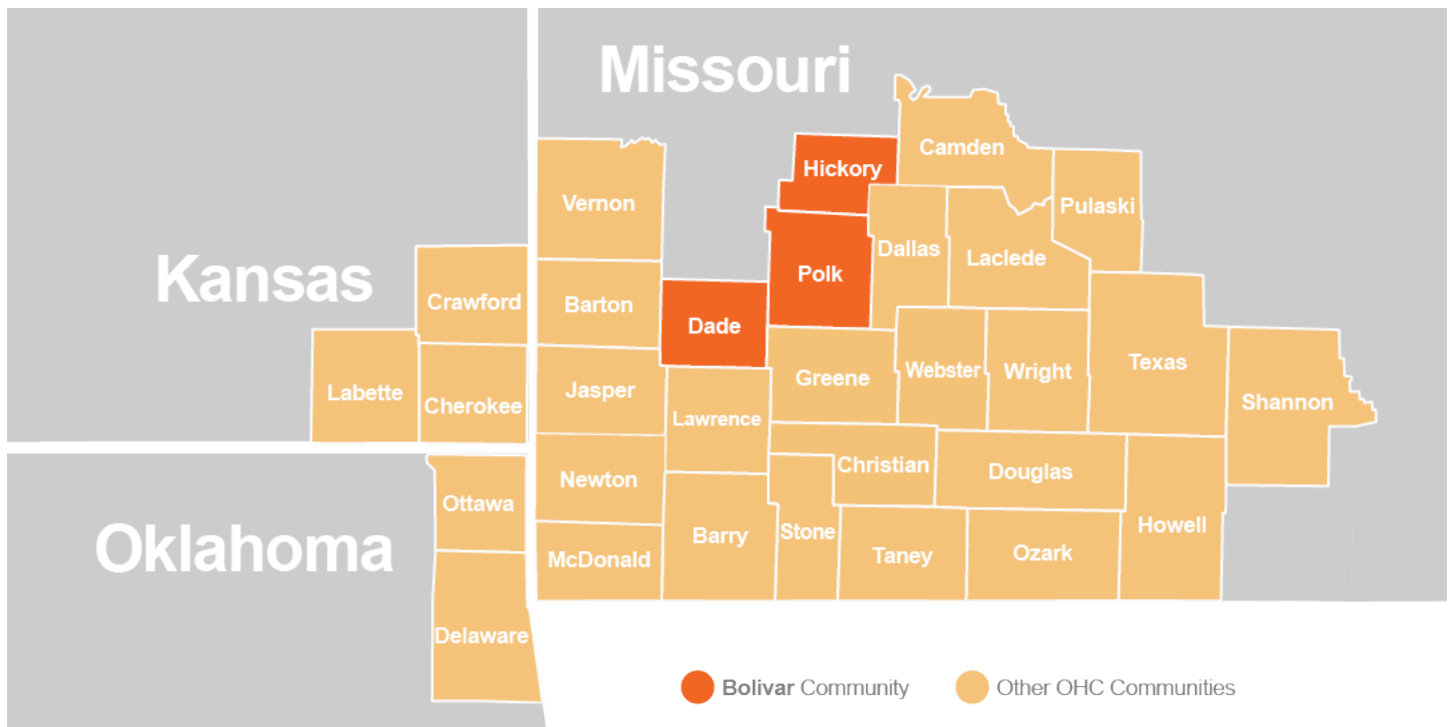 Missouri
Kansas
Oklahoma
Camden
Hickory
Pulaski
Vernon
Dallas
Laclede
Polk
Crawford
Barton
Dade
Labette
Cherokee
Jasper
Lawrence
Greene
Webster
Wright
Texas
Shannon
Christian
Douglas
Newton
Ottawa
Howell
Barry
Stone
Taney
Ozark
McDonald
Delaware
Bolivar Community
Other OHC Communities